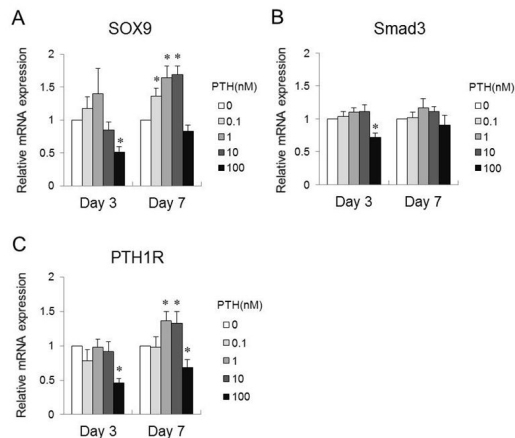 A
SOX9
Relative mRNA expression
2
1.5
1
0.5
0
* * * *
Day 3 Day 7
PTH(nM)
0
0.1
1
10
100
B
Smad3
Relative mRNA expression
2
1.5
1
0.5
0
*
Day 3 Day 7
PTH(nM)
0
0.1
1
10
100
C
PTH1R
Relative mRNA expression
2
1.5
1
0.5
0
* * * *
Day 3 Day 7
PTH(nM)
0
0.1
1
10
100